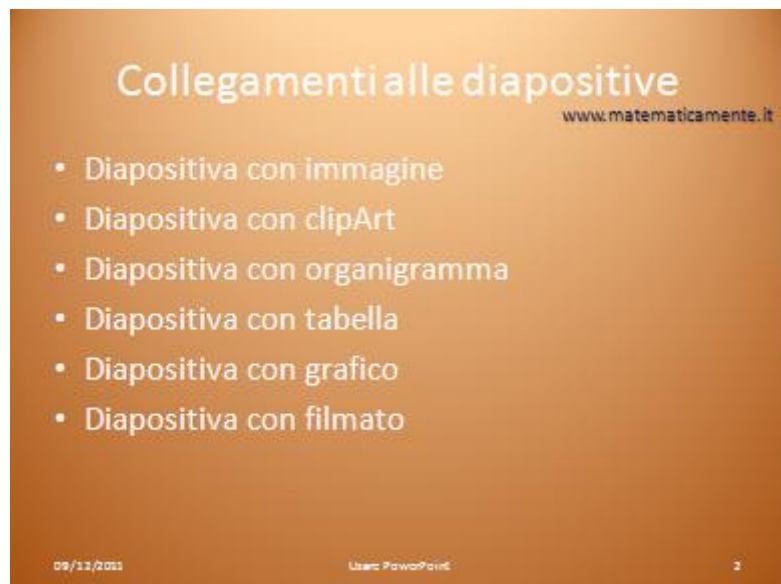 Collegamenti alle diapositive
www.matematicamente.it
• Diapositiva con immagine
• Diapositiva con clipArt
• Diapositiva con organigramma
• Diapositiva con tabella
• Diapositiva con grafico
• Diapositiva con filmato
09/12/2011 Usare PowerPoint 2